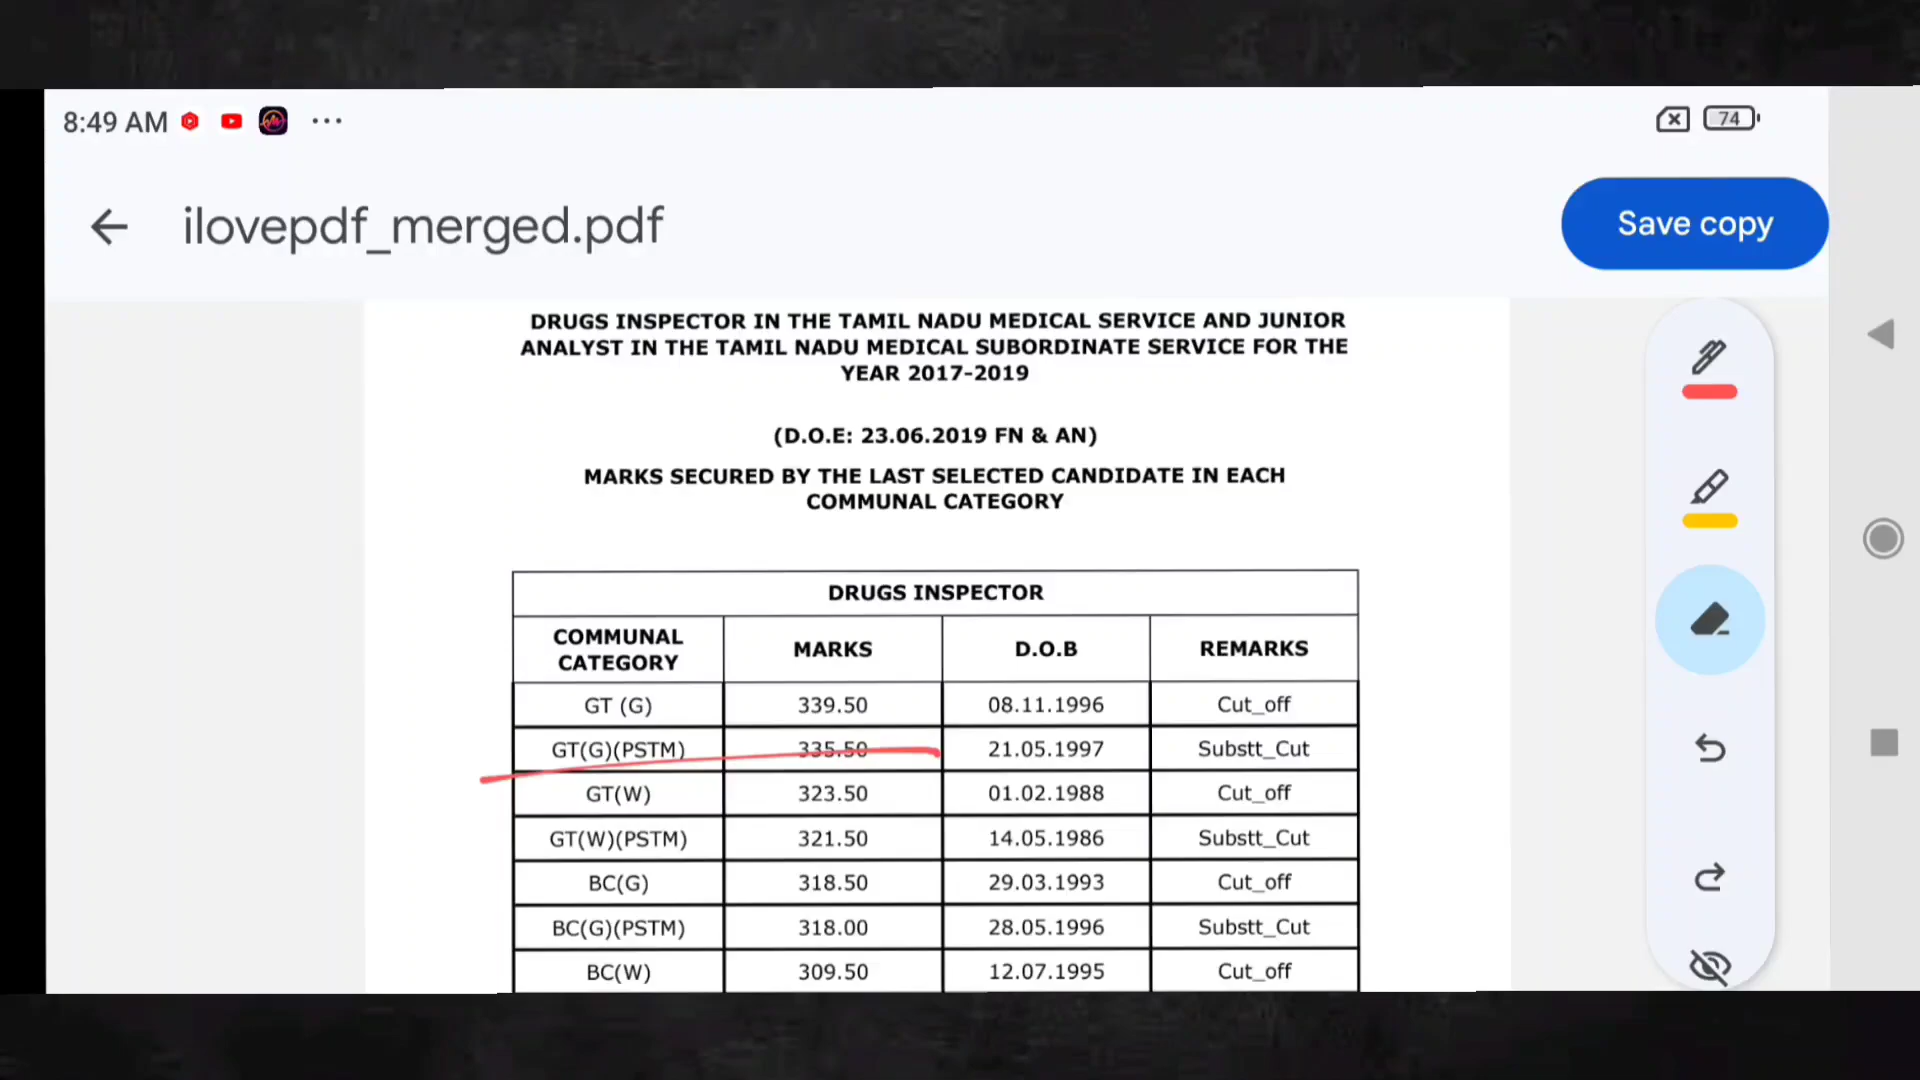 8:49 AM
74
ilovepdf_merged.pdf
Save copy
DRUGS INSPECTOR IN THE TAMIL NADU MEDICAL SERVICE AND JUNIOR
ANALYST IN THE TAMIL NADU MEDICAL SUBORDINATE SERVICE FOR THE
YEAR 2017-2019
(D.O.E: 23.06.2019 FN & AN)
MARKS SECURED BY THE LAST SELECTED CANDIDATE IN EACH
COMMUNAL CATEGORY
DRUGS INSPECTOR
COMMUNAL CATEGORY MARKS D.O.B REMARKS
GT (G) 339.50 08.11.1996 Cut_off
GT(G)(PSTM) 335.50 21.05.1997 Substt_Cut
GT(W) 323.50 01.02.1988 Cut_off
GT(W)(PSTM) 321.50 14.05.1986 Substt_Cut
BC(G) 318.50 29.03.1993 Cut_off
BC(G)(PSTM) 318.00 28.05.1996 Substt_Cut
BC(W) 309.50 12.07.1995 Cut_off